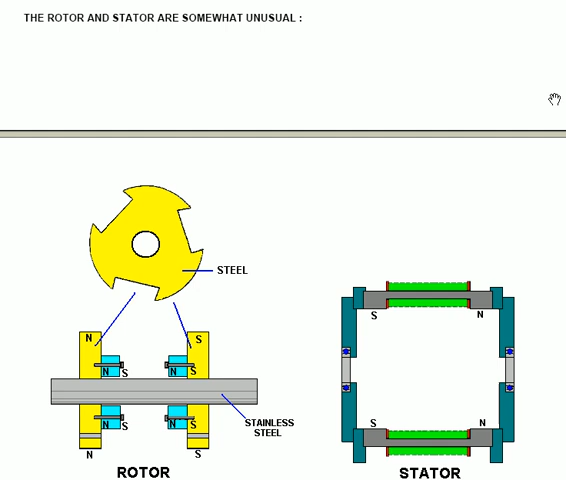 THE ROTOR AND STATOR ARE SOMEWHAT UNUSUAL :
STEEL
N S
S N
N S
N S
S N
STAINLESS
STEEL
N S
S N
N S
ROTOR
STATOR